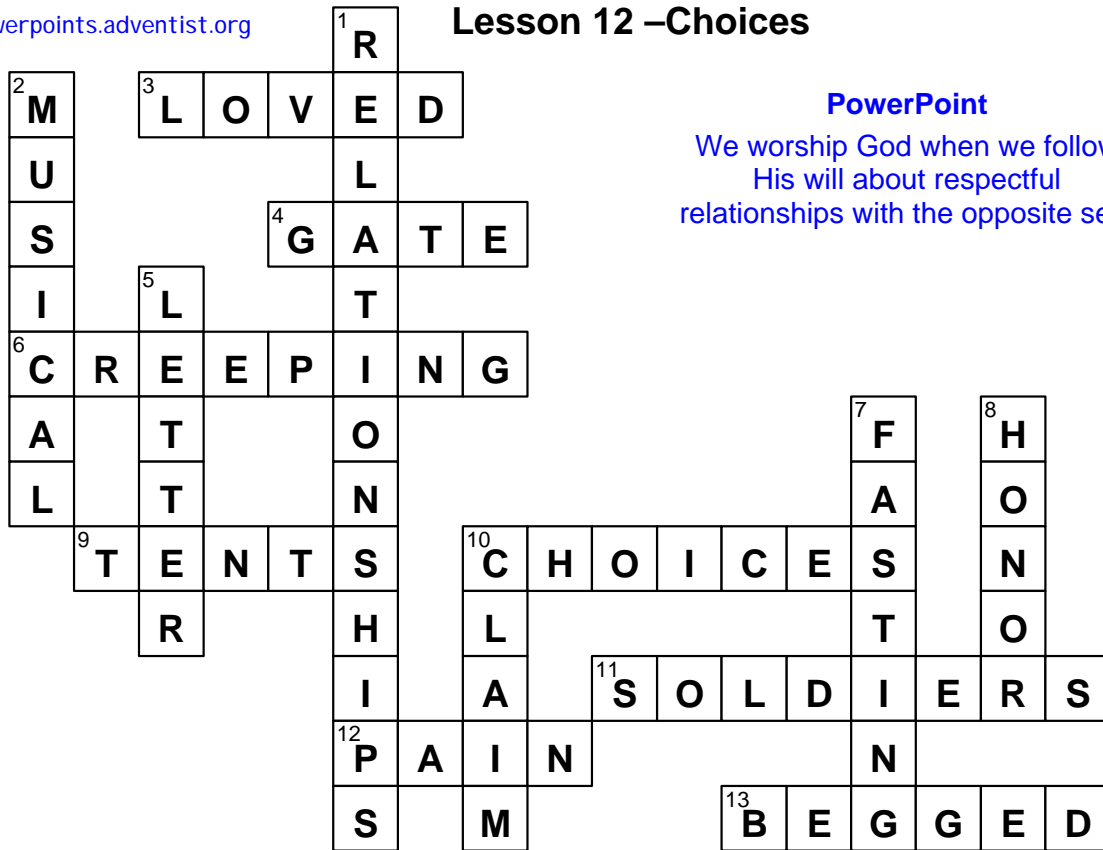 werpoints.adventist.org
Lesson 12 –Choices
PowerPoint
We worship God when we follow
His will about respectful
relationships with the opposite se
1 R
2 M 3 L O V E D
U L
S 4 G A T E
I 5 L T
6 C R E E P I N G
A T O 7 F 8 H
L T N A O
9 T E N T S 10 C H O I C E S N
R H L T O
I A 11 S O L D I E R S
12 P A I N N
S M 13 B E G G E D